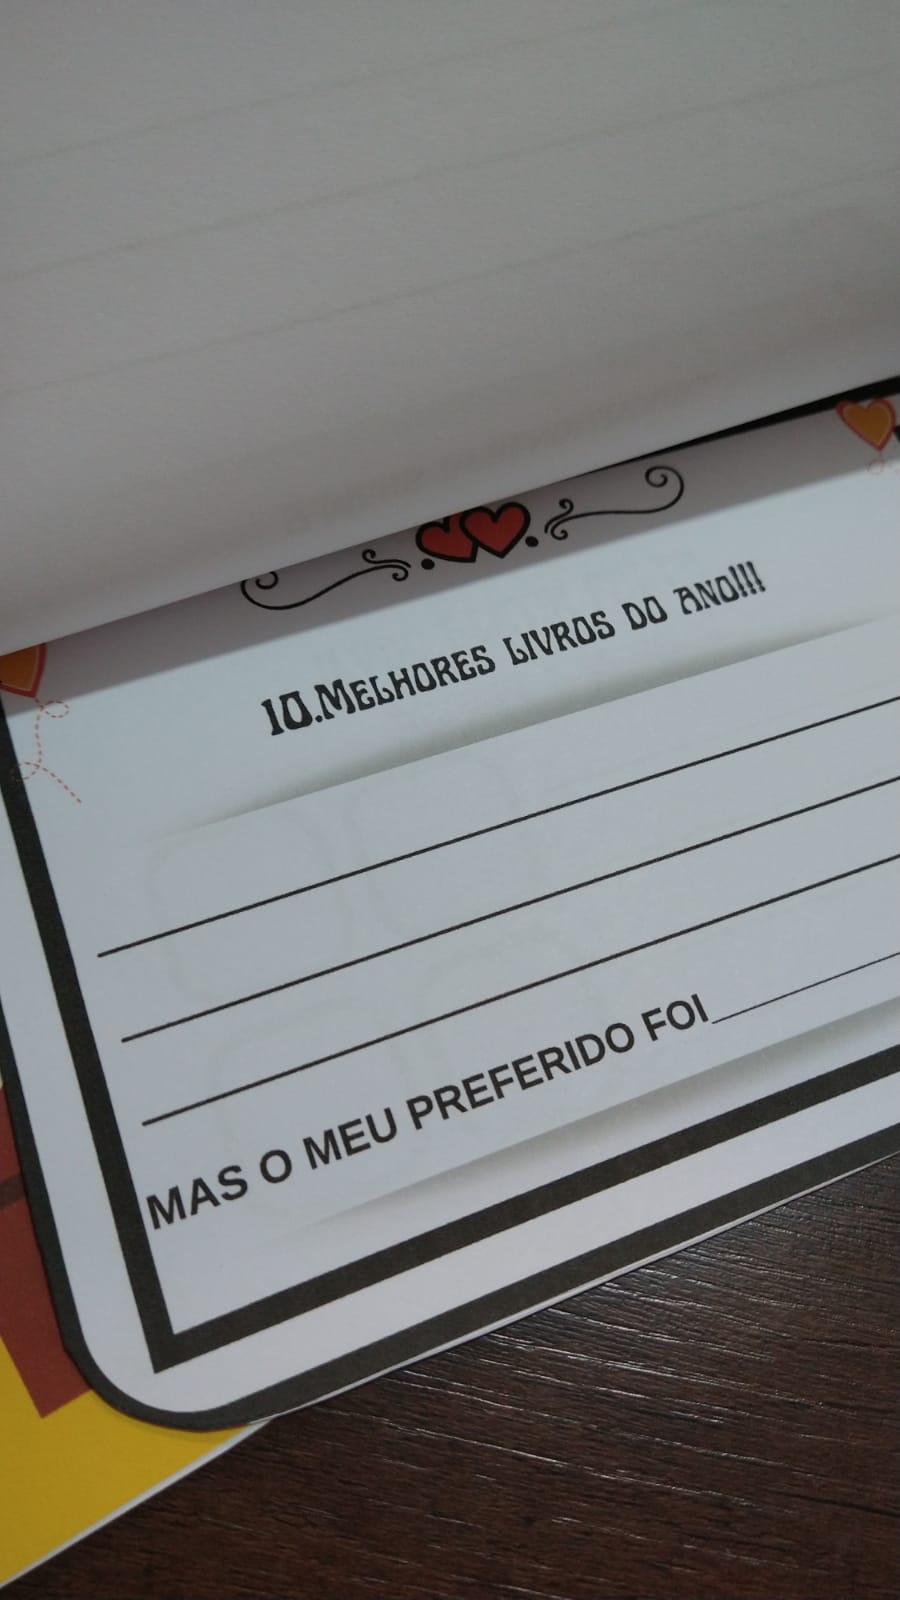 10.Melhores livros do ano!!!
MAS O MEU PREFERIDO FOI